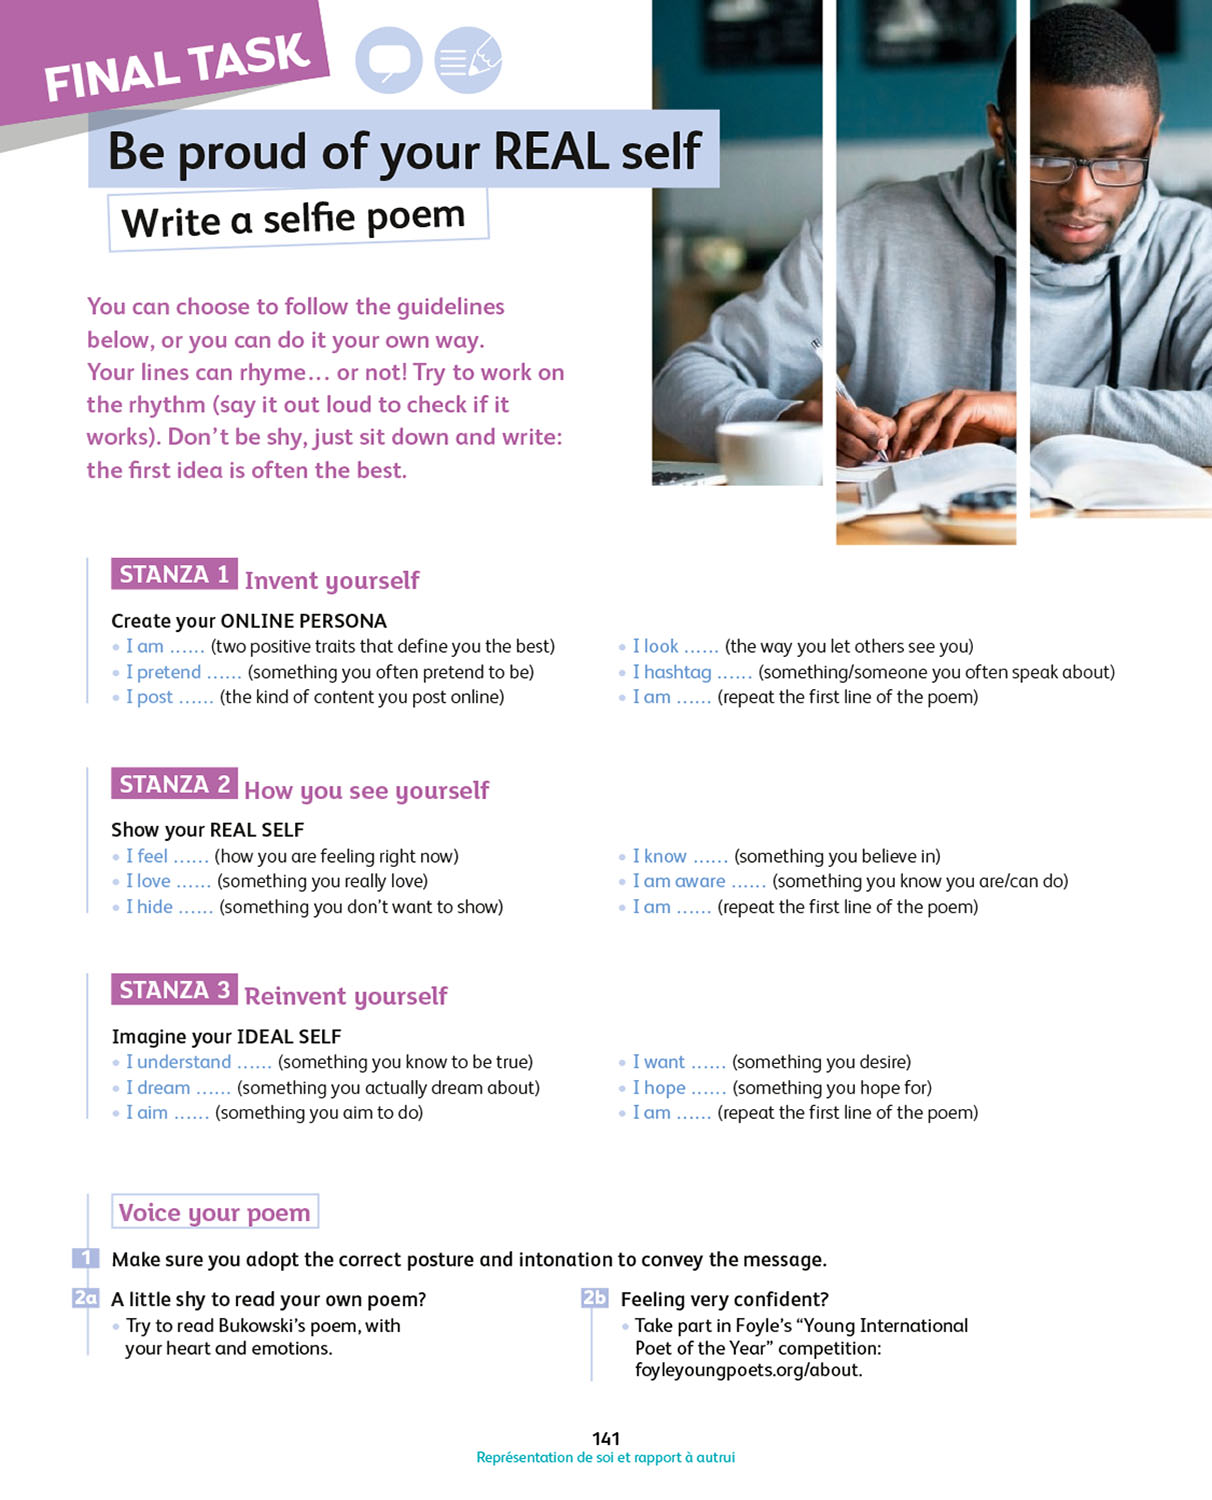 FINAL TASK
Be proud of your REAL self
Write a selfie poem
You can choose to follow the guidelines
below, or you can do it your own way.
Your lines can rhyme… or not! Try to work on
the rhythm (say it out loud to check if it
works). Don't be shy, just sit down and write:
the first idea is often the best.
STANZA 1 Invent yourself
Create your ONLINE PERSONA
• I am …… (two positive traits that define you the best)
• I pretend …… (something you often pretend to be)
• I post …… (the kind of content you post online)
• I look …… (the way you let others see you)
• I hashtag …… (something/someone you often speak about)
• I am …… (repeat the first line of the poem)
STANZA 2 How you see yourself
Show your REAL SELF
• I feel …… (how you are feeling right now)
• I love …… (something you really love)
• I hide …… (something you don't want to show)
• I know …… (something you believe in)
• I am aware …… (something you know you are/can do)
• I am …… (repeat the first line of the poem)
STANZA 3 Reinvent yourself
Imagine your IDEAL SELF
• I understand …… (something you know to be true)
• I dream …… (something you actually dream about)
• I aim …… (something you aim to do)
• I want …… (something you desire)
• I hope …… (something you hope for)
• I am …… (repeat the first line of the poem)
Voice your poem
1 Make sure you adopt the correct posture and intonation to convey the message.
2a A little shy to read your own poem?
• Try to read Bukowski's poem, with
your heart and emotions.
2b Feeling very confident?
• Take part in Foyle's “Young International
Poet of the Year” competition:
foyleyoungpoets.org/about.
141
Représentation de soi et rapport à autrui